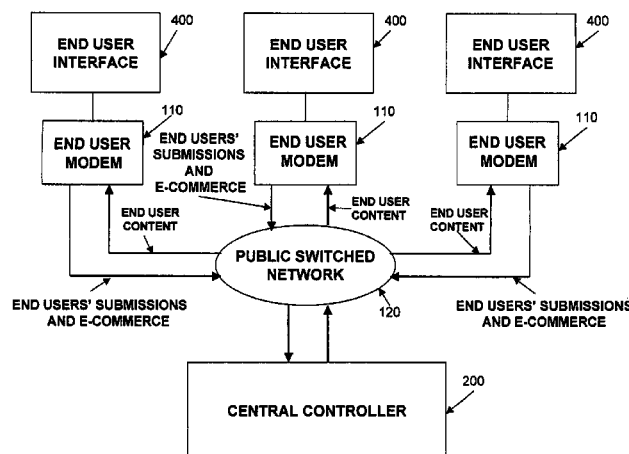 400
400
400
END USER
INTERFACE
END USER
INTERFACE
END USER
INTERFACE
110
110
110
END USER
MODEM
END USERS'
SUBMISSIONS
AND
E-COMMERCE
END USER
MODEM
END USER
MODEM
END USER
CONTENT
END USER
CONTENT
END USER
CONTENT
PUBLIC SWITCHED
NETWORK
END USERS' SUBMISSIONS
AND E-COMMERCE
120
END USERS' SUBMISSIONS
AND E-COMMERCE
200
CENTRAL CONTROLLER